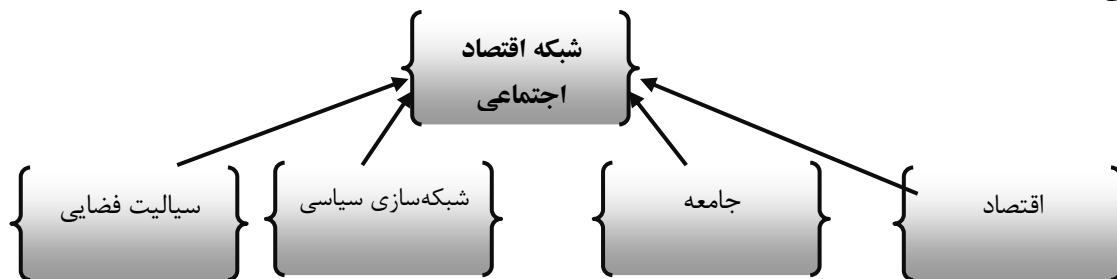 شبکه اقتصاد
اجتماعی
اقتصاد
جامعه
شبکه‌سازی سیاسی
سیالیت فضایی